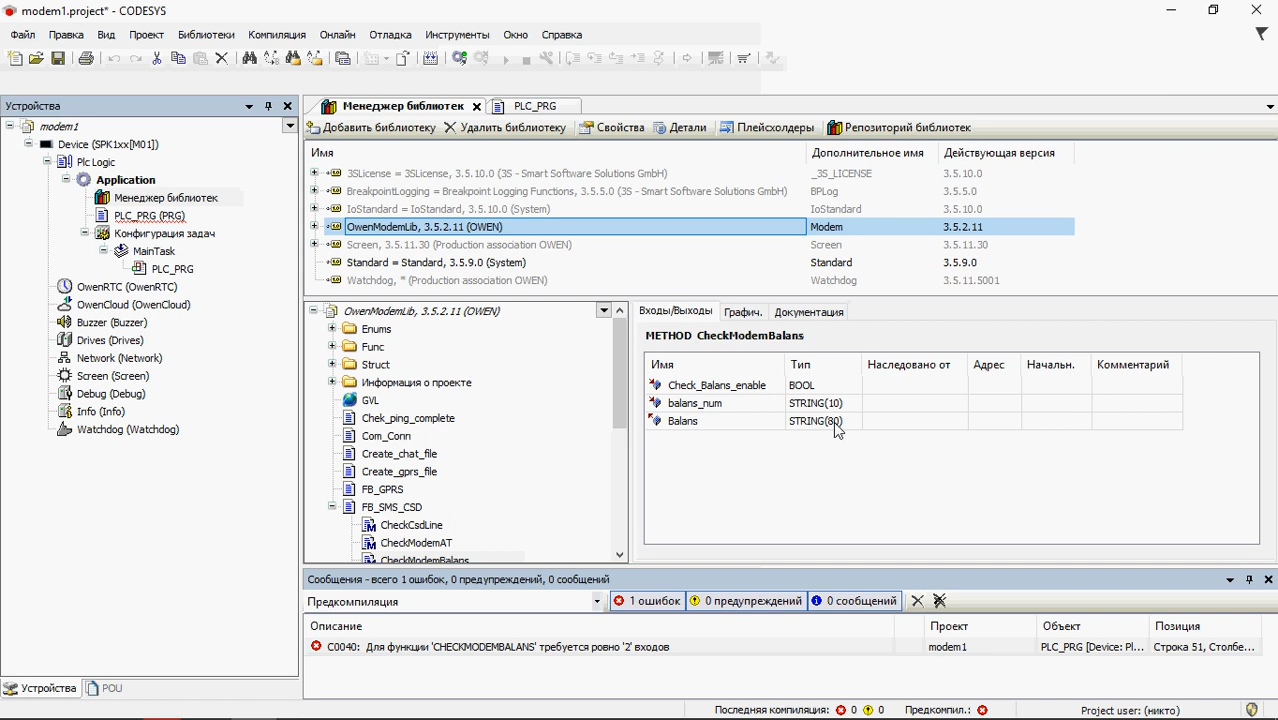 modem1.project* - CODESYS
Файл Правка Вид Проект Библиотеки Компиляция Онлайн Отладка Инструменты Окно Справка
Устройства
modem1
Device (SPK1xx[M01])
Plc Logic
Application
Менеджер библиотек
PLC_PRG (PRG)
Конфигурация задач
MainTask
PLC_PRG
OwenRTC (OwenRTC)
OwenCloud (OwenCloud)
Buzzer (Buzzer)
Drives (Drives)
Network (Network)
Screen (Screen)
Debug (Debug)
Info (Info)
Watchdog (Watchdog)
Устройства POU
Менеджер библиотек PLC_PRG
Добавить библиотеку Удалить библиотеку Свойства Детали Плейсхолдеры Репозиторий библиотек
Имя Дополнительное имя Действующая версия
3SLicense = 3SLicense, 3.5.10.0 (3S - Smart Software Solutions GmbH) _3S_LICENSE 3.5.10.0
BreakpointLogging = Breakpoint Logging Functions, 3.5.5.0 (3S - Smart Software Solutions GmbH) BPLog 3.5.5.0
IoStandard = IoStandard, 3.5.10.0 (System) IoStandard 3.5.10.0
OwenModemLib, 3.5.2.11 (OWEN) Modem 3.5.2.11
Screen, 3.5.11.30 (Production association OWEN) Screen 3.5.11.30
Standard = Standard, 3.5.9.0 (System) Standard 3.5.9.0
Watchdog, * (Production association OWEN) Watchdog 3.5.11.5001
OwenModemLib, 3.5.2.11 (OWEN)
Enums
Func
Struct
Информация о проекте
GVL
Chek_ping_complete
Com_Conn
Create_chat_file
Create_gprs_file
FB_GPRS
FB_SMS_CSD
CheckCsdLine
CheckModemAT
CheckModemBalans
Входы/Выходы Графич. Документация
METHOD CheckModemBalans
Имя Тип Наследовано от Адрес Начальн. Комментарий
Check_Balans_enable BOOL
balans_num STRING(10)
Balans STRING(80)
Сообщения - всего 1 ошибок, 0 предупреждений, 0 сообщений
Предкомпиляция 1 ошибок 0 предупреждений 0 сообщений
Описание Проект Объект Позиция
C0040: Для функции 'CHECKMODEMBALANS' требуется ровно '2' входов modem1 PLC_PRG [Device: Pl... Строка 51, Столбе...
Последняя компиляция: 0 0 Предкомпил.: Project user: (никто)